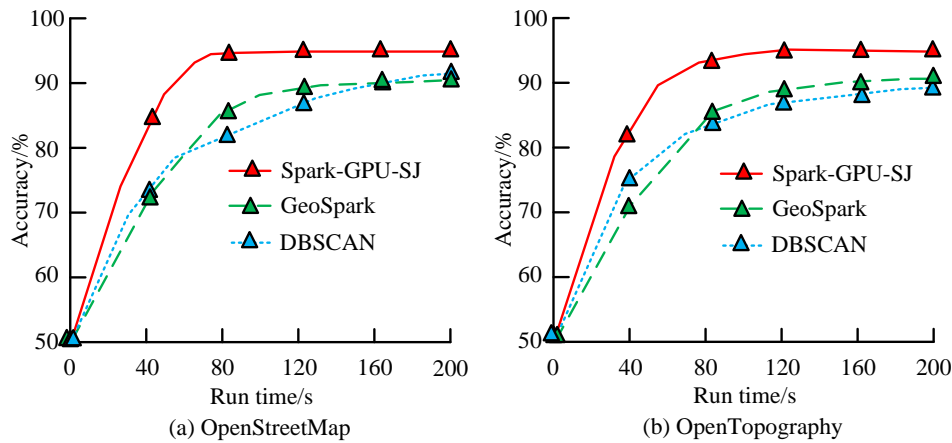 100
90
80
70
60
50
Accuracy/%
Spark-GPU-SJ
GeoSpark
DBSCAN
0 40 80 120 160 200
Run time/s
(a) OpenStreetMap
100
90
80
70
60
50
Accuracy/%
Spark-GPU-SJ
GeoSpark
DBSCAN
0 40 80 120 160 200
Run time/s
(b) OpenTopography